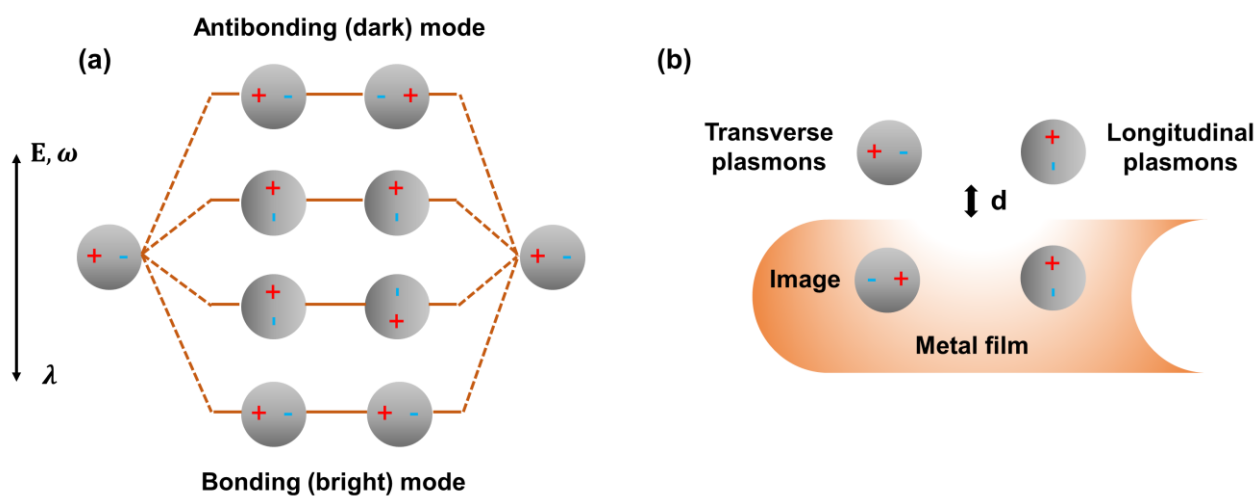 Antibonding (dark) mode
(a)
+ - - +
E, ω
+ +
- -
+ - + -
+ -
- +
λ
+ - + -
Bonding (bright) mode
(b)
Transverse
plasmons
+ -
+
-
Longitudinal
plasmons
d
Image
- +
+
-
Metal film